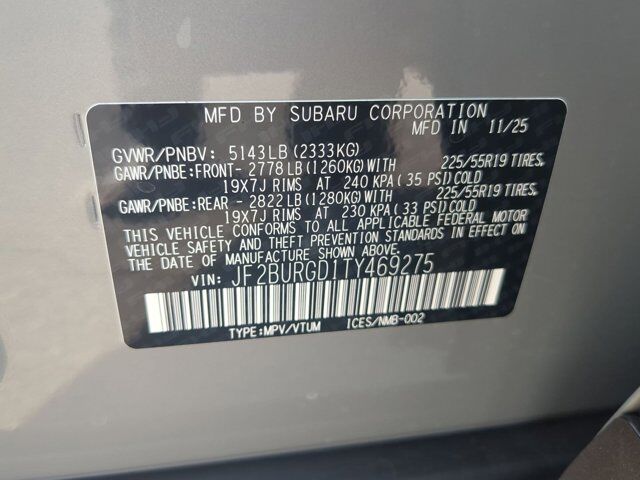 MFD BY SUBARU CORPORATION
MFD IN 11/25
GVWR/PNBV: 5143LB(2333KG)
GAWR/PNBE:FRONT- 2778LB(1260KG)WITH 225/55R19 TIRES,
19X7J RIMS AT 240 KPA(35 PSI)COLD
GAWR/PNBE:REAR - 2822LB(1280KG)WITH 225/55R19 TIRES,
19X7J RIMS AT 230 KPA(33 PSI)COLD
THIS VEHICLE CONFORMS TO ALL APPLICABLE FEDERAL MOTOR
VEHICLE SAFETY AND THEFT PREVENTION STANDARDS IN EFFECT
ON THE DATE OF MANUFACTURE SHOWN ABOVE.
VIN: JF2BURGD1TY469275
TYPE:MPV/VTUM ICES/NMB-002